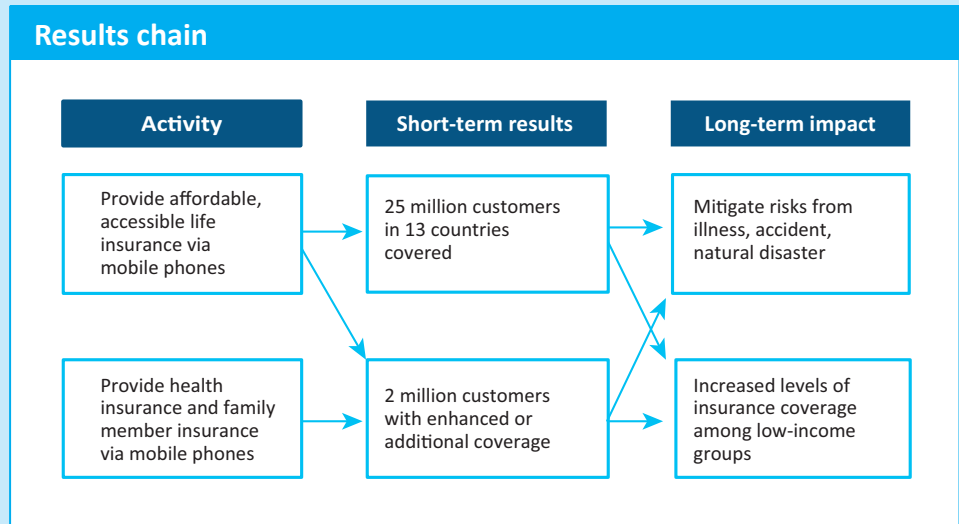 Results chain
Activity
Short-term results
Long-term impact
Provide affordable,
accessible life
insurance via
mobile phones
25 million customers
in 13 countries
covered
Mitigate risks from
illness, accident,
natural disaster
Provide health
insurance and family
member insurance
via mobile phones
2 million customers
with enhanced or
additional coverage
Increased levels of
insurance coverage
among low-income
groups